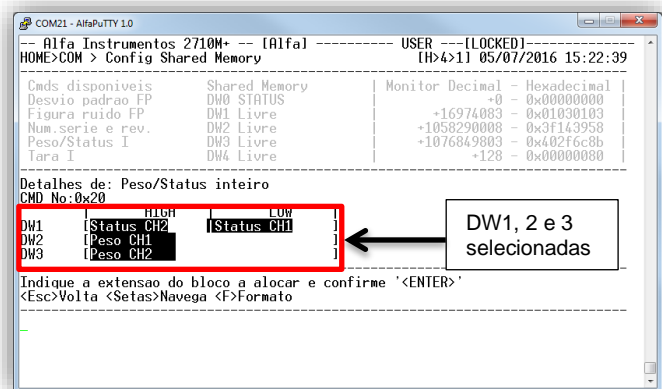 COM21 - AlfaPuTTY 1.0
-- Alfa Instrumentos 2710M+ -- [Alfa] ---------- USER ---[LOCKED]--------------
HOME>COM > Config Shared Memory [H>4>1] 05/07/2016 15:22:39
Cmds disponiveis Shared Memory | Monitor Decimal - Hexadecimal |
Desvio padrao FP DW0 STATUS | +0 - 0x00000000 |
Figura ruido FP DW1 Livre | +16974083 - 0x01030103 |
Num.serie e rev. DW2 Livre | +1058290008 - 0x3f143958 |
Peso/Status I DW3 Livre | +1076849803 - 0x402f6c8b |
Tara I DW4 Livre | +128 - 0x00000080 |
Detalhes de: Peso/Status inteiro
CMD No:0x20
| HIGH | LOW |
DW1 [Status CH2 |Status CH1 ]
DW2 [Peso CH1 ]
DW3 [Peso CH2 ]
DW1, 2 e 3
selecionadas
Indique a extensao do bloco a alocar e confirme '<ENTER>'
<Esc>Volta <Setas>Navega <F>Formato